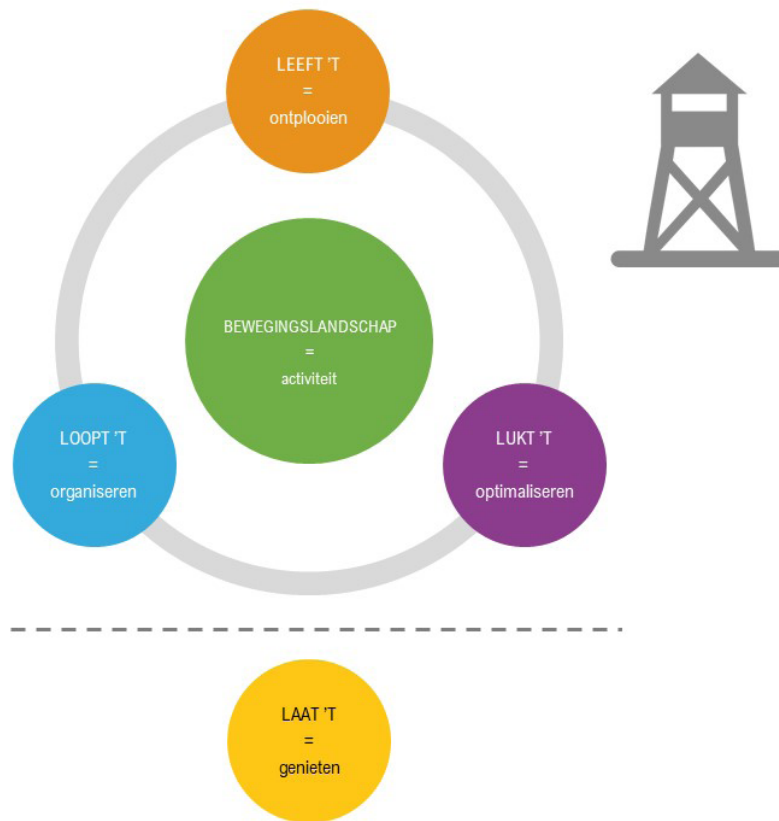 LEEFT ’T
=
ontplooien
BEWEGINGSLANDSCHAP
=
activiteit
LOOPT ’T
=
organiseren
LUKT ’T
=
optimaliseren
LAAT ’T
=
genieten